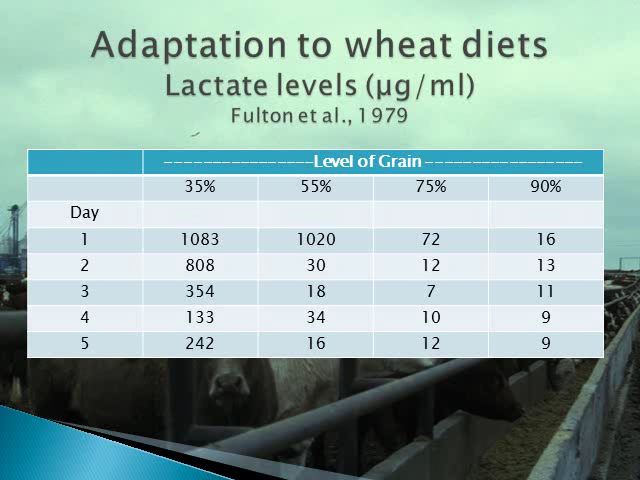 Adaptation to wheat diets
Lactate levels (µg/ml)
Fulton et al., 1979
----------------Level of Grain-----------------
35% 55% 75% 90%
Day
1 1083 1020 72 16
2 808 30 12 13
3 354 18 7 11
4 133 34 10 9
5 242 16 12 9